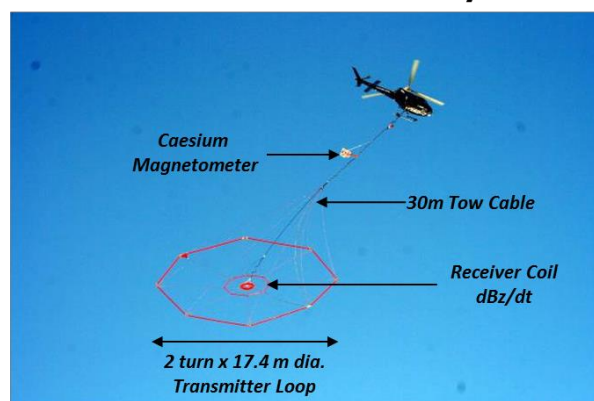 Caesium
Magnetometer
30m Tow Cable
Receiver Coil
dBz/dt
2 turn x 17.4 m dia.
Transmitter Loop